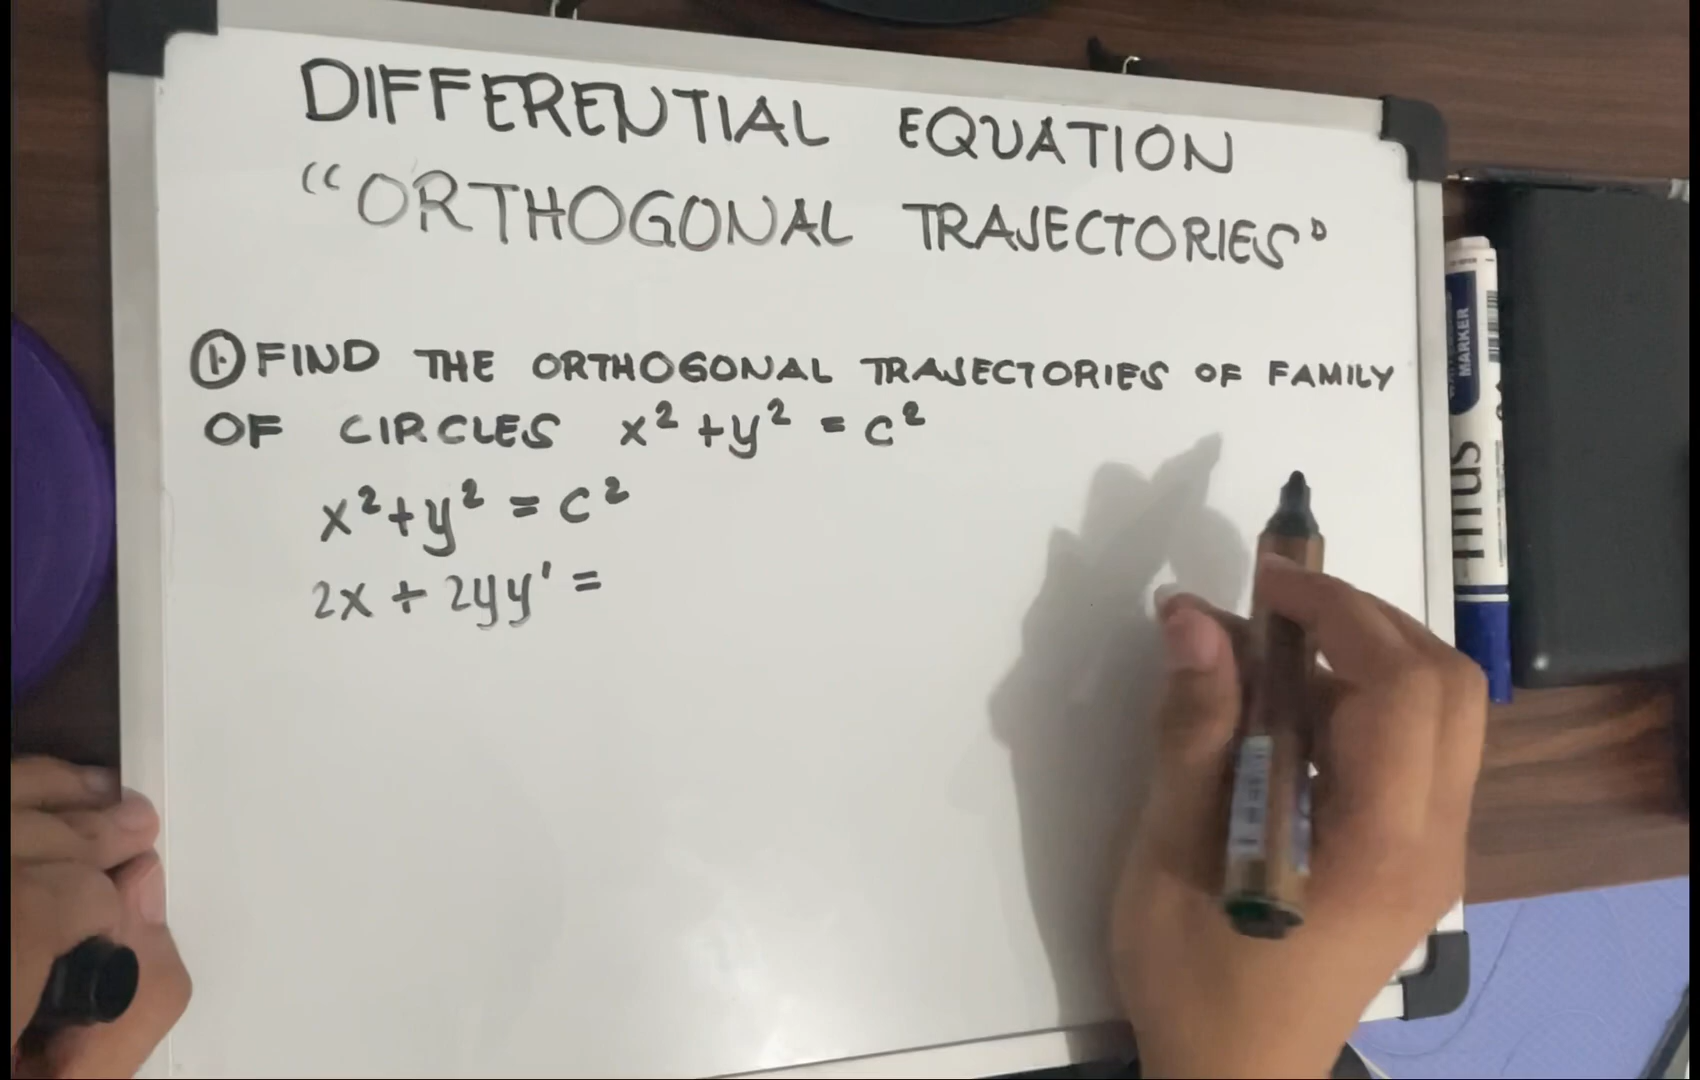 DIFFERENTIAL EQUATION
"ORTHOGONAL TRAJECTORIES"
① FIND THE ORTHOGONAL TRAJECTORIES OF FAMILY
OF CIRCLES x² + y² = c²
x² + y² = c²
2x + 2yy' =
MARKER
TITUS